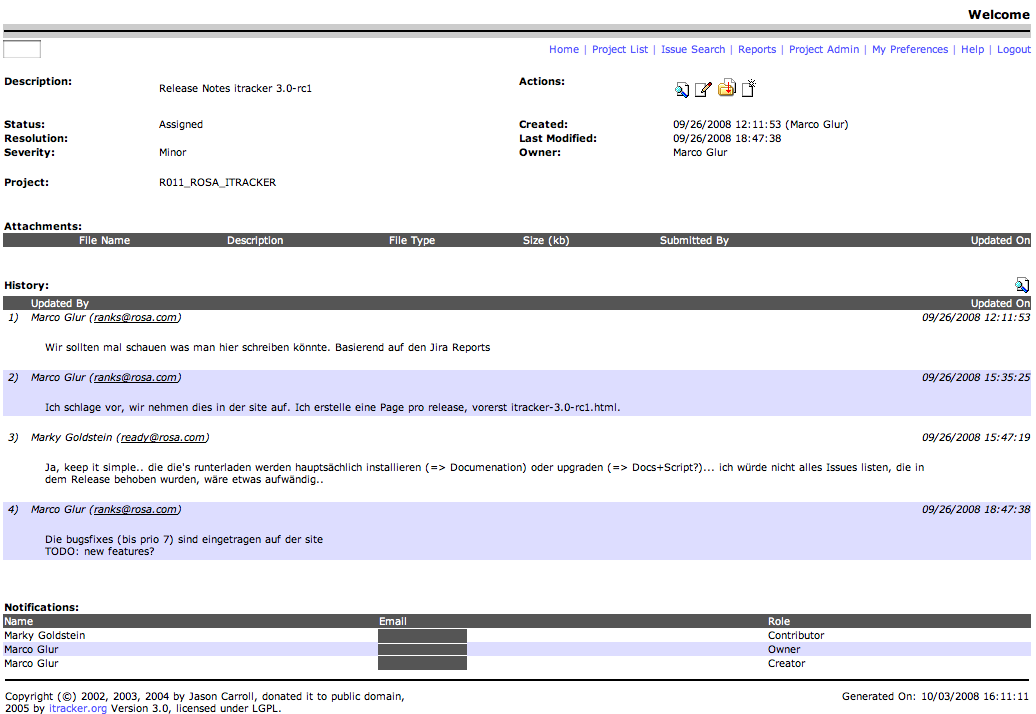 Welcome
Home | Project List | Issue Search | Reports | Project Admin | My Preferences | Help | Logout
Description: Release Notes itracker 3.0-rc1 Actions:
Status: Assigned Created: 09/26/2008 12:11:53 (Marco Glur)
Resolution: Last Modified: 09/26/2008 18:47:38
Severity: Minor Owner: Marco Glur
Project: R011_ROSA_ITRACKER
Attachments:
File Name Description File Type Size (kb) Submitted By Updated On
History:
Updated By Updated On
1) Marco Glur (ranks@rosa.com) 09/26/2008 12:11:53
Wir sollten mal schauen was man hier schreiben könnte. Basierend auf den Jira Reports
2) Marco Glur (ranks@rosa.com) 09/26/2008 15:35:25
Ich schlage vor, wir nehmen dies in der site auf. Ich erstelle eine Page pro release, vorerst itracker-3.0-rc1.html.
3) Marky Goldstein (ready@rosa.com) 09/26/2008 15:47:19
Ja, keep it simple.. die die's runterladen werden hauptsächlich installieren (=> Documenation) oder upgraden (=> Docs+Script?)... ich würde nicht alles Issues listen, die in
dem Release behoben wurden, wäre etwas aufwändig..
4) Marco Glur (ranks@rosa.com) 09/26/2008 18:47:38
Die bugsfixes (bis prio 7) sind eingetragen auf der site
TODO: new features?
Notifications:
Name Email Role
Marky Goldstein Contributor
Marco Glur Owner
Marco Glur Creator
Copyright (©) 2002, 2003, 2004 by Jason Carroll, donated it to public domain, Generated On: 10/03/2008 16:11:11
2005 by itracker.org Version 3.0, licensed under LGPL.